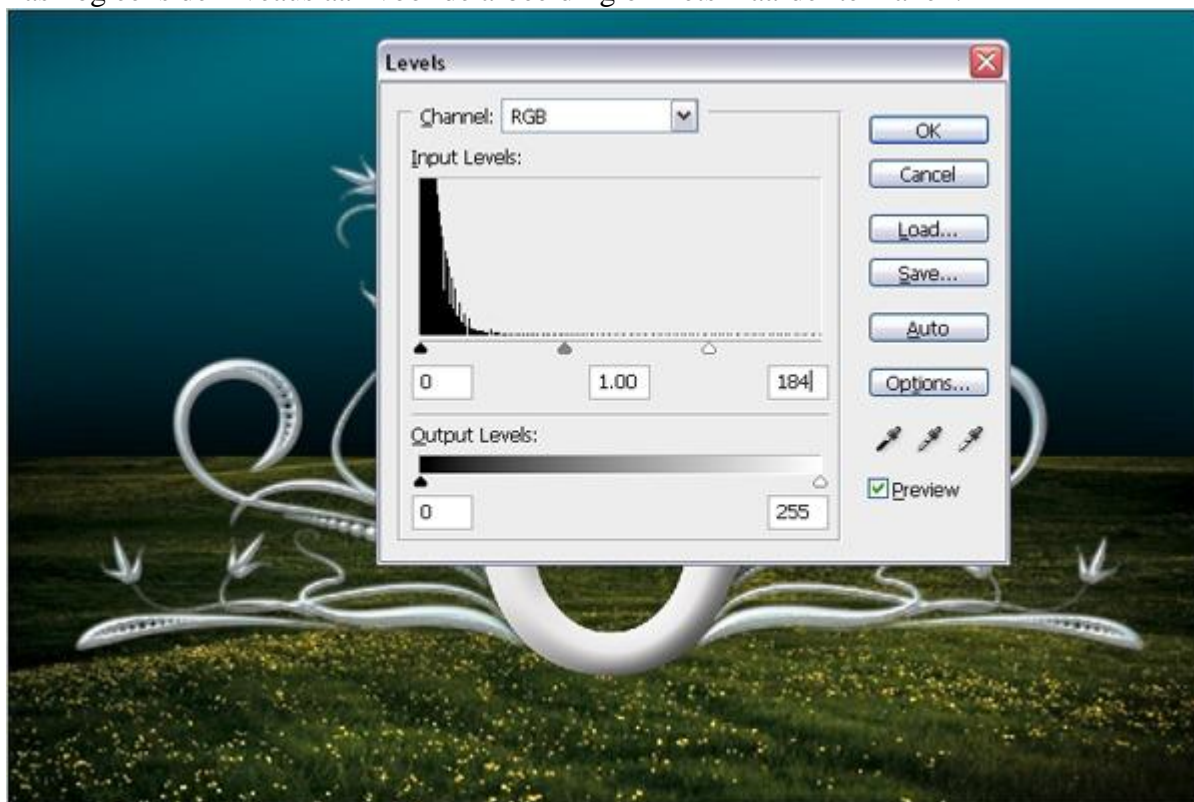 Levels
Channel: RGB
OK
Input Levels:
Cancel
Load...
Save...
Auto
0 1.00 184
Options...
Output Levels:
Preview
0 255